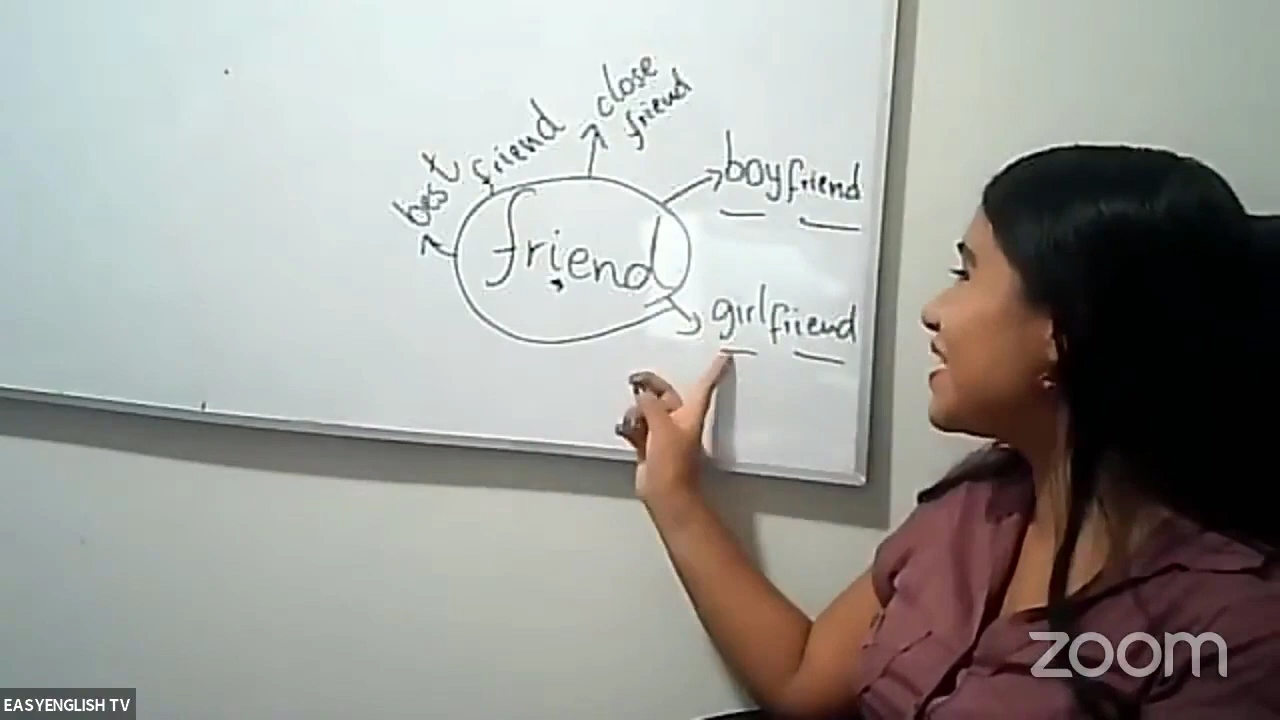 close
friend
best friend
boyfriend
friend
girlfriend
zoom
EASYENGLISH TV